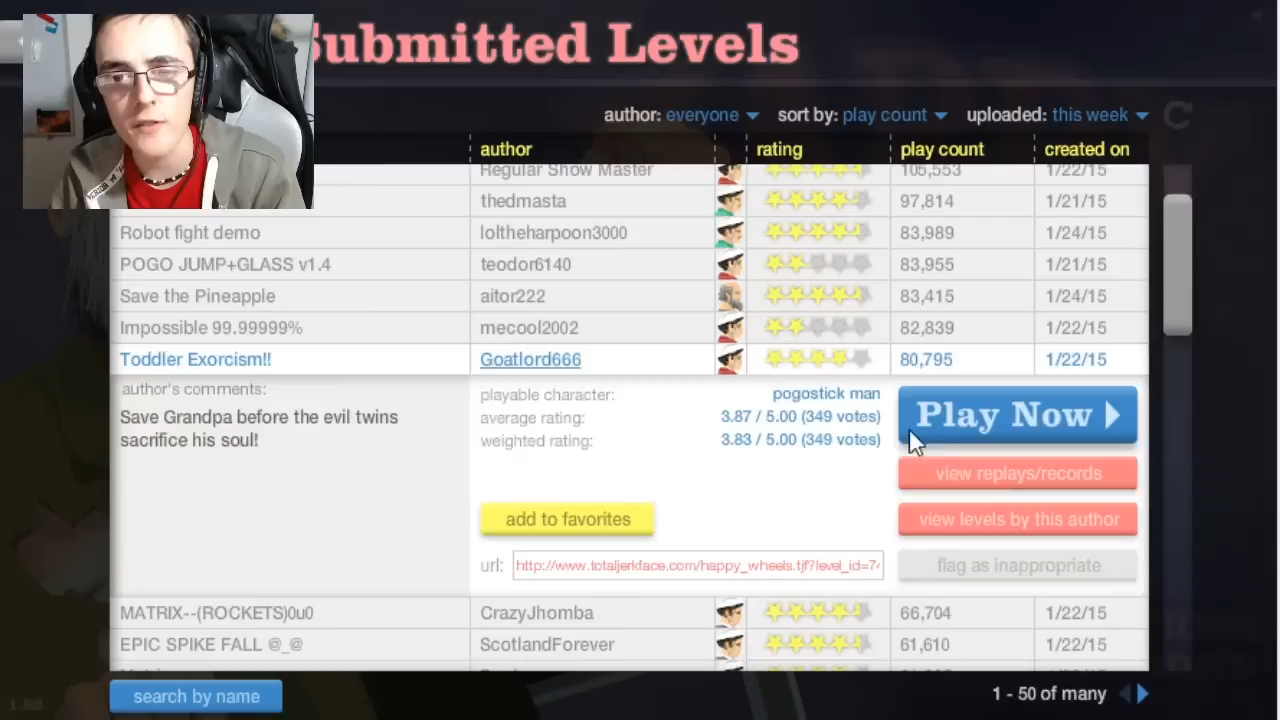 Submitted Levels
author: everyone sort by: play count uploaded: this week
author rating play count created on
Regular Show Master 105,553 1/22/15
thedmasta 97,814 1/21/15
Robot fight demo loltheharpoon3000 83,989 1/24/15
POGO JUMP+GLASS v1.4 teodor6140 83,955 1/21/15
Save the Pineapple aitor222 83,415 1/24/15
Impossible 99.99999% mecool2002 82,839 1/22/15
Toddler Exorcism!! Goatlord666 80,795 1/22/15
author's comments:
Save Grandpa before the evil twins
sacrifice his soul!
playable character: pogostick man
average rating: 3.87 / 5.00 (349 votes)
weighted rating: 3.83 / 5.00 (349 votes)
Play Now
view replays/records
add to favorites
view levels by this author
url: http://www.totaljerkface.com/happy_wheels.tjf?level_id=7
flag as inappropriate
MATRIX--(ROCKETS)0u0 CrazyJhomba 66,704 1/22/15
EPIC SPIKE FALL @_@ ScotlandForever 61,610 1/22/15
search by name
1 - 50 of many